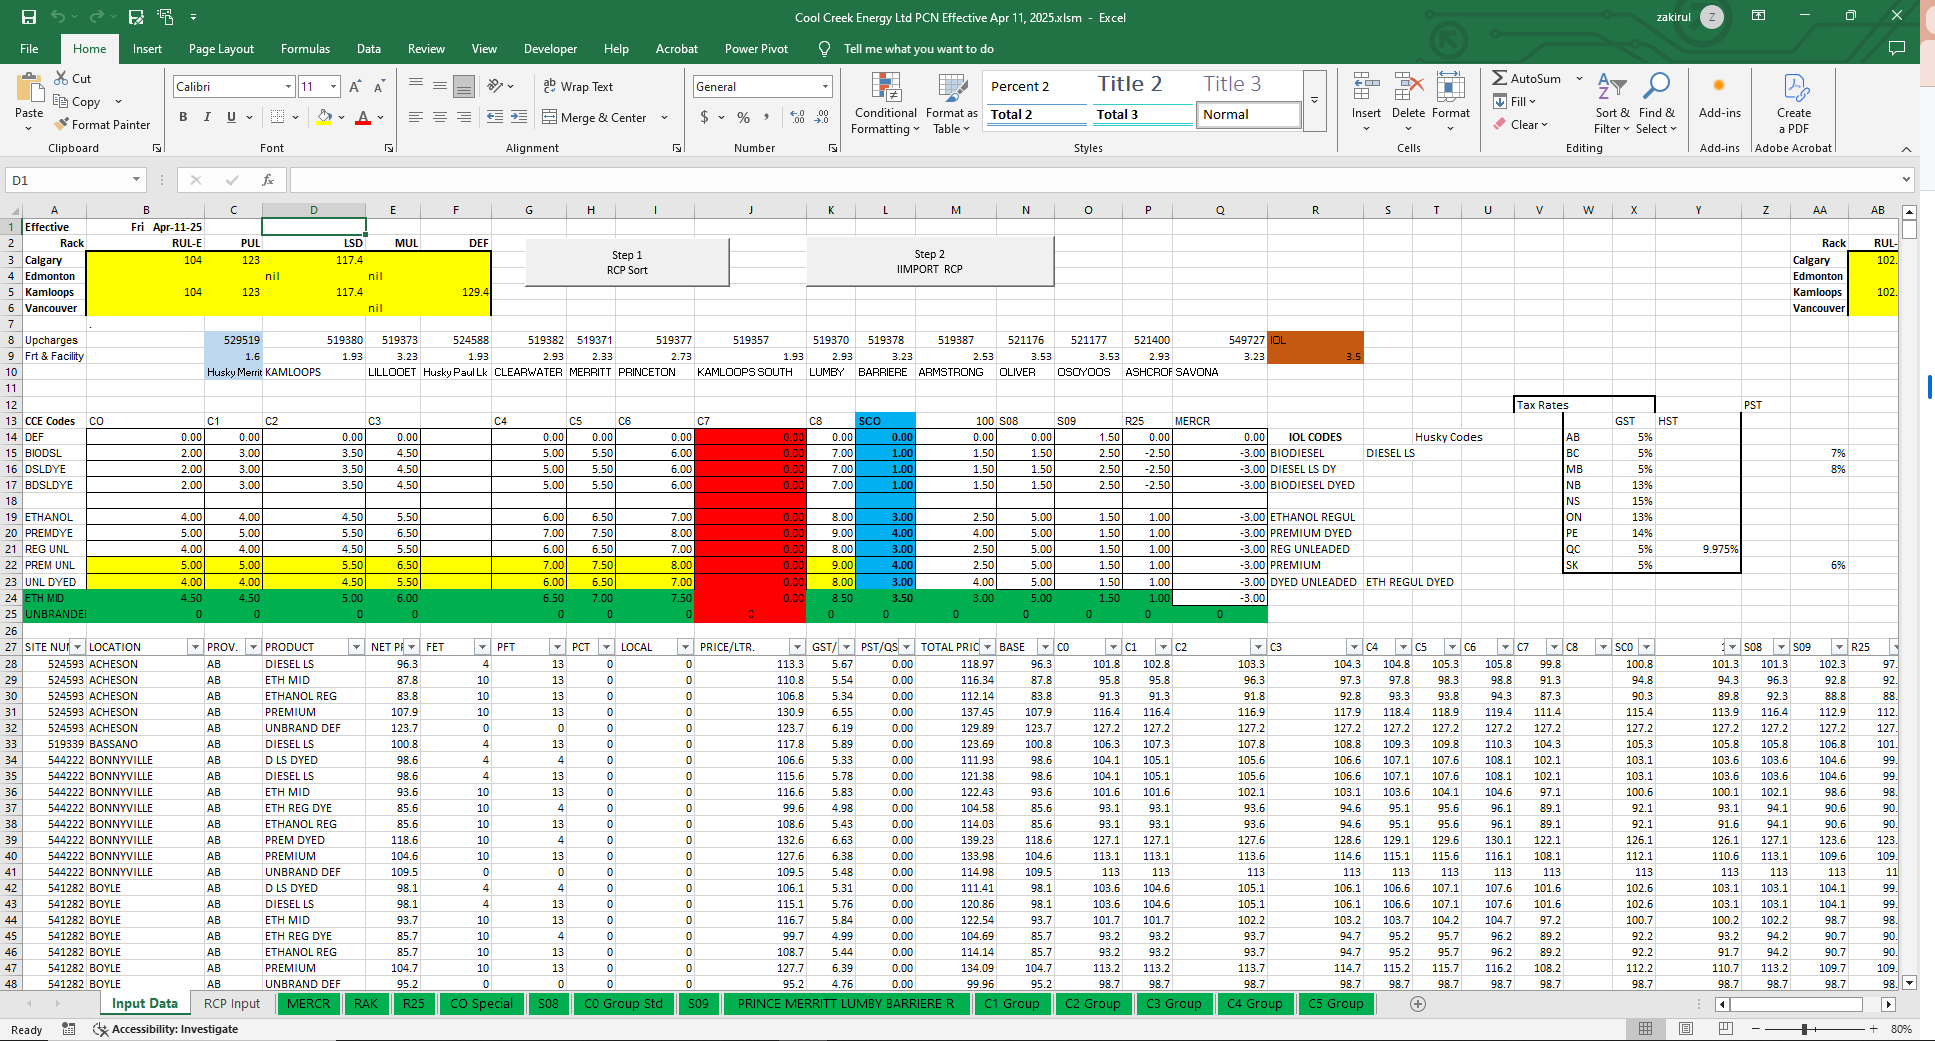 Cool Creek Energy Ltd PCN Effective Apr 11, 2025.xlsm - Excel
zakirul Z
File Home Insert Page Layout Formulas Data Review View Developer Help Acrobat Power Pivot Tell me what you want to do
Cut Calibri 11 Wrap Text General Percent 2 Title 2 Title 3 AutoSum
Paste Copy Merge & Center Conditional Formatting Format as Table Total 2 Total 3 Normal Insert Delete Format Fill Sort & Filter Find & Select Add-ins Create a PDF
Format Painter Clear
Clipboard Font Alignment Number Styles Cells Editing Add-ins Adobe Acrobat
D1 fx
A B C D E F G H I J K L M N O P Q R S T U V W X Y Z AA AB
1 Effective Fri Apr-11-25
2 Rack RUL-E PUL LSD MUL DEF Step 1 RCP Sort Step 2 IIMPORT RCP Rack RUL-
3 Calgary 104 123 117.4 Calgary 102.
4 Edmonton nil nil Edmonton
5 Kamloops 104 123 117.4 129.4 Kamloops 102.
6 Vancouver nil Vancouver
7 .
8 Upcharges 529519 519380 519373 524588 519382 519371 519377 519357 519370 519378 519387 521176 521177 521400 549727 IOL
9 Frt & Facility 1.6 1.93 3.23 1.93 2.93 2.33 2.73 1.93 2.93 3.23 2.53 3.53 3.53 2.93 3.23 3.5
10 Husky Merrit KAMLOOPS LILLOOET Husky Paul Lk CLEARWATER MERRITT PRINCETON KAMLOOPS SOUTH LUMBY BARRIERE ARMSTRONG OLIVER OSOYOOS ASHCROF SAVONA
11
12 Tax Rates PST
13 CCE Codes CO C1 C2 C3 C4 C5 C6 C7 C8 SCO 100 S08 S09 R25 MERCR GST HST
14 DEF 0.00 0.00 0.00 0.00 0.00 0.00 0.00 0.00 0.00 0.00 0.00 0.00 1.50 0.00 0.00 IOL CODES Husky Codes AB 5%
15 BIODSL 2.00 3.00 3.50 4.50 5.00 5.50 6.00 0.00 7.00 1.00 1.50 1.50 2.50 -2.50 -3.00 BIODIESEL DIESEL LS BC 5% 7%
16 DSLDYE 2.00 3.00 3.50 4.50 5.00 5.50 6.00 0.00 7.00 1.00 1.50 1.50 2.50 -2.50 -3.00 DIESEL LS DY MB 5% 8%
17 BDSLDYE 2.00 3.00 3.50 4.50 5.00 5.50 6.00 0.00 7.00 1.00 1.50 1.50 2.50 -2.50 -3.00 BIODIESEL DYED NB 13%
18 NS 15%
19 ETHANOL 4.00 4.00 4.50 5.50 6.00 6.50 7.00 0.00 8.00 3.00 2.50 5.00 1.50 1.00 -3.00 ETHANOL REGUL ON 13%
20 PREMDYE 5.00 5.00 5.50 6.50 7.00 7.50 8.00 0.00 9.00 4.00 4.00 5.00 1.50 1.00 -3.00 PREMIUM DYED PE 14%
21 REG UNL 4.00 4.00 4.50 5.50 6.00 6.50 7.00 0.00 8.00 3.00 2.50 5.00 1.50 1.00 -3.00 REG UNLEADED QC 5% 9.975%
22 PREM UNL 5.00 5.00 5.50 6.50 7.00 7.50 8.00 0.00 9.00 4.00 2.50 5.00 1.50 1.00 -3.00 PREMIUM SK 5% 6%
23 UNL DYED 4.00 4.00 4.50 5.50 6.00 6.50 7.00 0.00 8.00 3.00 4.00 5.00 1.50 1.00 -3.00 DYED UNLEADED ETH REGUL DYED
24 ETH MID 4.50 4.50 5.00 6.00 6.50 7.00 7.50 0.00 8.50 3.50 3.00 5.00 1.50 1.00 -3.00
25 UNBRANDE 0 0 0 0 0 0 0 0 0 0 0 0 0 0 0
26
27 SITE NU LOCATION PROV. PRODUCT NET P FET PFT PCT LOCAL PRICE/LTR. GST/ PST/QS TOTAL PRIC BASE C0 C1 C2 C3 C4 C5 C6 C7 C8 SC0 1 S08 S09 R25
28 524593 ACHESON AB DIESEL LS 96.3 4 13 0 0 113.3 5.67 0.00 118.97 96.3 101.8 102.8 103.3 104.3 104.8 105.3 105.8 99.8 100.8 101.3 101.3 102.3 97.
29 524593 ACHESON AB ETH MID 87.8 10 13 0 0 110.8 5.54 0.00 116.34 87.8 95.8 95.8 96.3 97.3 97.8 98.3 98.8 91.3 94.8 94.3 96.3 92.8 92.
30 524593 ACHESON AB ETHANOL REG 83.8 10 13 0 0 106.8 5.34 0.00 112.14 83.8 91.3 91.3 91.8 92.8 93.3 93.8 94.3 87.3 90.3 89.8 92.3 88.8 88.
31 524593 ACHESON AB PREMIUM 107.9 10 13 0 0 130.9 6.55 0.00 137.45 107.9 116.4 116.4 116.9 117.9 118.4 118.9 119.4 111.4 115.4 113.9 116.4 112.9 112.
32 524593 ACHESON AB UNBRAND DEF 123.7 0 0 0 0 123.7 6.19 0.00 129.89 123.7 127.2 127.2 127.2 127.2 127.2 127.2 127.2 127.2 127.2 127.2 127.2 127.2 127.
33 519339 BASSANO AB DIESEL LS 100.8 4 13 0 0 117.8 5.89 0.00 123.69 100.8 106.3 107.3 107.8 108.8 109.3 109.8 110.3 104.3 105.3 105.8 105.8 106.8 101.
34 544222 BONNYVILLE AB D LS DYED 98.6 4 4 0 0 106.6 5.33 0.00 111.93 98.6 104.1 105.1 105.6 106.6 107.1 107.6 108.1 102.1 103.1 103.6 103.6 104.6 99.
35 544222 BONNYVILLE AB DIESEL LS 98.6 4 13 0 0 115.6 5.78 0.00 121.38 98.6 104.1 105.1 105.6 106.6 107.1 107.6 108.1 102.1 103.1 103.6 103.6 104.6 99.
36 544222 BONNYVILLE AB ETH MID 93.6 10 13 0 0 116.6 5.83 0.00 122.43 93.6 101.6 101.6 102.1 103.1 103.6 104.1 104.6 97.1 100.6 100.1 102.1 98.6 98.
37 544222 BONNYVILLE AB ETH REG DYE 85.6 10 4 0 0 99.6 4.98 0.00 104.58 85.6 93.1 93.1 93.6 94.6 95.1 95.6 96.1 89.1 92.1 93.1 94.1 90.6 90.
38 544222 BONNYVILLE AB ETHANOL REG 85.6 10 13 0 0 108.6 5.43 0.00 114.03 85.6 93.1 93.1 93.6 94.6 95.1 95.6 96.1 89.1 92.1 91.6 94.1 90.6 90.
39 544222 BONNYVILLE AB PREM DYED 118.6 10 4 0 0 132.6 6.63 0.00 139.23 118.6 127.1 127.1 127.6 128.6 129.1 129.6 130.1 122.1 126.1 126.1 127.1 123.6 123.
40 544222 BONNYVILLE AB PREMIUM 104.6 10 13 0 0 127.6 6.38 0.00 133.98 104.6 113.1 113.1 113.6 114.6 115.1 115.6 116.1 108.1 112.1 110.6 113.1 109.6 109.
41 544222 BONNYVILLE AB UNBRAND DEF 109.5 0 0 0 0 109.5 5.48 0.00 114.98 109.5 113 113 113 113 113 113 113 113 113 113 113 113 11
42 541282 BOYLE AB D LS DYED 98.1 4 4 0 0 106.1 5.31 0.00 111.41 98.1 103.6 104.6 105.1 106.1 106.6 107.1 107.6 101.6 102.6 103.1 103.1 104.1 99.
43 541282 BOYLE AB DIESEL LS 98.1 4 13 0 0 115.1 5.76 0.00 120.86 98.1 103.6 104.6 105.1 106.1 106.6 107.1 107.6 101.6 102.6 103.1 103.1 104.1 99.
44 541282 BOYLE AB ETH MID 93.7 10 13 0 0 116.7 5.84 0.00 122.54 93.7 101.7 101.7 102.2 103.2 103.7 104.2 104.7 97.2 100.7 100.2 102.2 98.7 98.
45 541282 BOYLE AB ETH REG DYE 85.7 10 4 0 0 99.7 4.99 0.00 104.69 85.7 93.2 93.2 93.7 94.7 95.2 95.7 96.2 89.2 92.2 93.2 94.2 90.7 90.
46 541282 BOYLE AB ETHANOL REG 85.7 10 13 0 0 108.7 5.44 0.00 114.14 85.7 93.2 93.2 93.7 94.7 95.2 95.7 96.2 89.2 92.2 91.7 94.2 90.7 90.
47 541282 BOYLE AB PREMIUM 104.7 10 13 0 0 127.7 6.39 0.00 134.09 104.7 113.2 113.2 113.7 114.7 115.2 115.7 116.2 108.2 112.2 110.7 113.2 109.7 109.
48 541282 BOYLE AB UNBRAND DEF 95.2 0 0 0 0 95.2 4.76 0.00 99.96 95.2 98.7 98.7 98.7 98.7 98.7 98.7 98.7 98.7 98.7 98.7 98.7 98.7 98.
Input Data RCP Input MERCR RAK R25 CO Special S08 C0 Group Std S09 PRINCE MERRITT LUMBY BARRIERE R C1 Group C2 Group C3 Group C4 Group C5 Group
Ready Accessibility: Investigate 80%